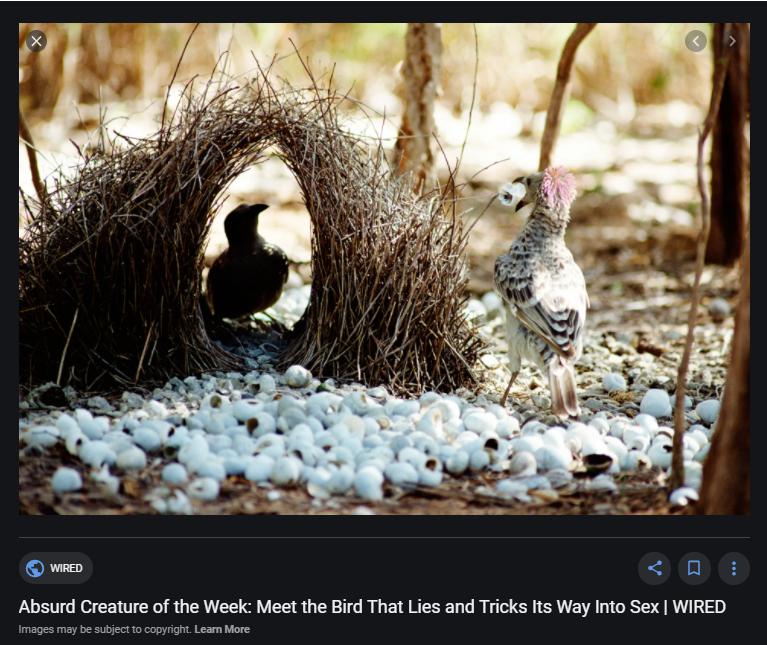 WIRED
Absurd Creature of the Week: Meet the Bird That Lies and Tricks Its Way Into Sex | WIRED
Images may be subject to copyright. Learn More